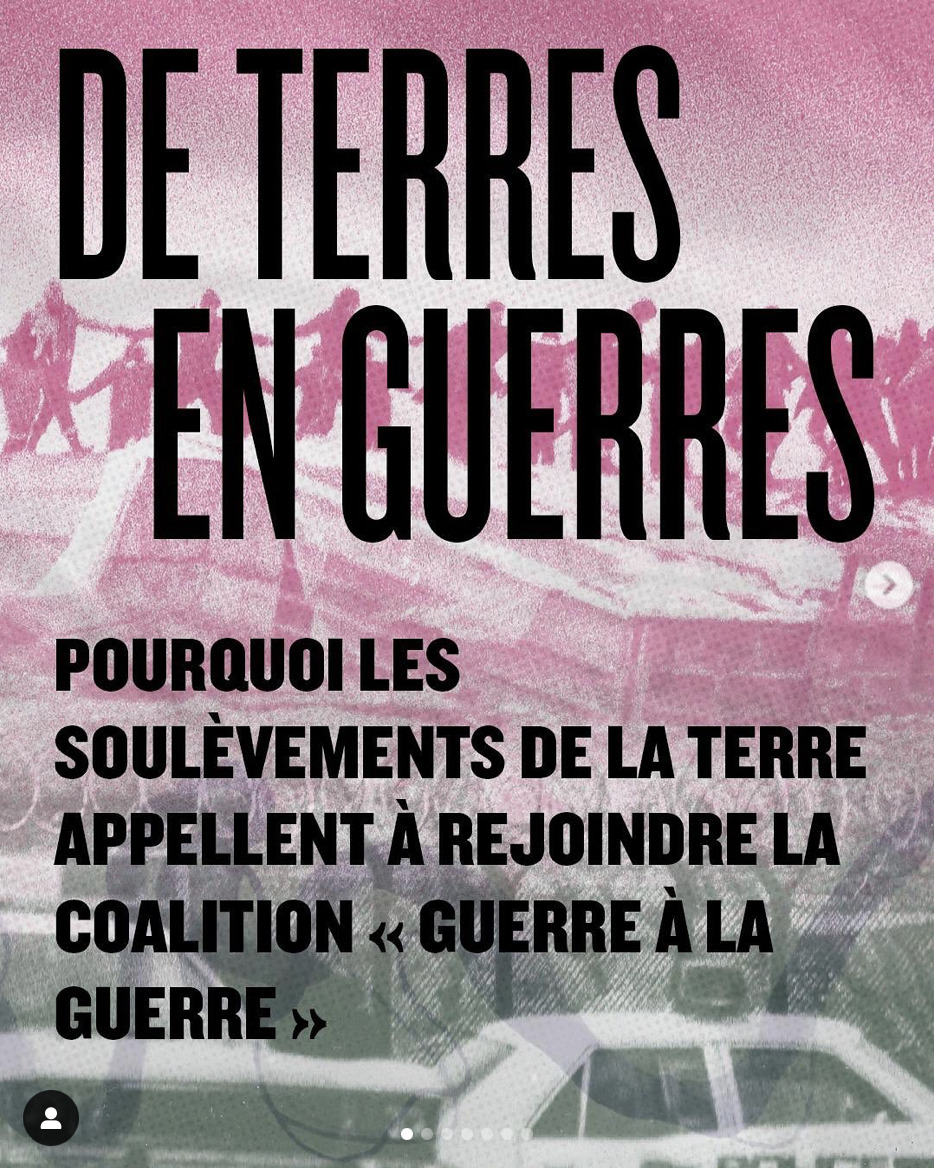 DE TERRES
EN GUERRES
POURQUOI LES
SOULÈVEMENTS DE LA TERRE
APPELLENT À REJOINDRE LA
COALITION « GUERRE À LA
GUERRE »